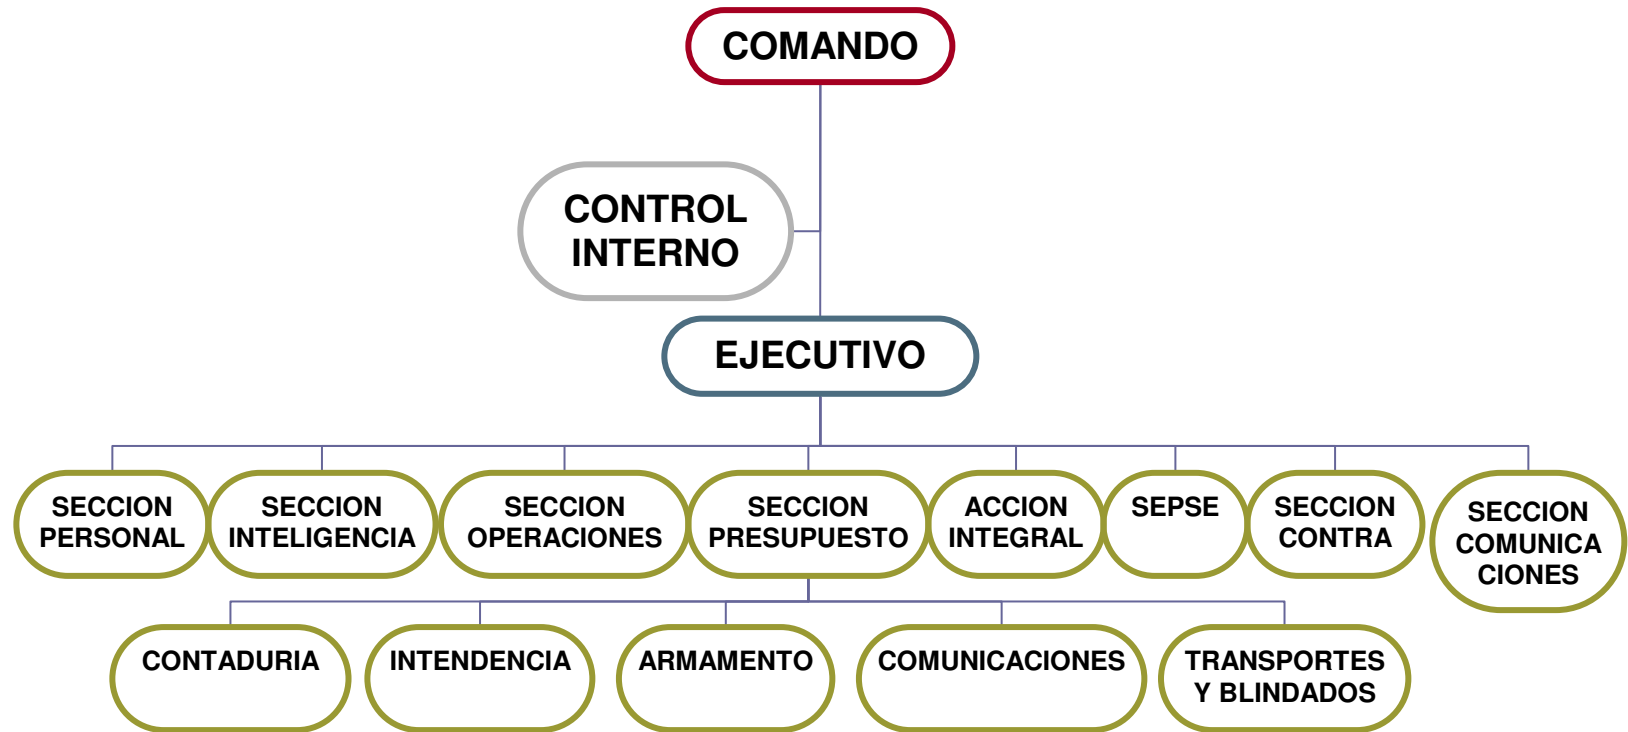 COMANDO
CONTROL
INTERNO
EJECUTIVO
SECCION
PERSONAL
SECCION
INTELIGENCIA
SECCION
OPERACIONES
SECCION
PRESUPUESTO
ACCION
INTEGRAL
SEPSE
SECCION
CONTRA
SECCION
COMUNICA
CIONES
CONTADURIA
INTENDENCIA
ARMAMENTO
COMUNICACIONES
TRANSPORTES
Y BLINDADOS